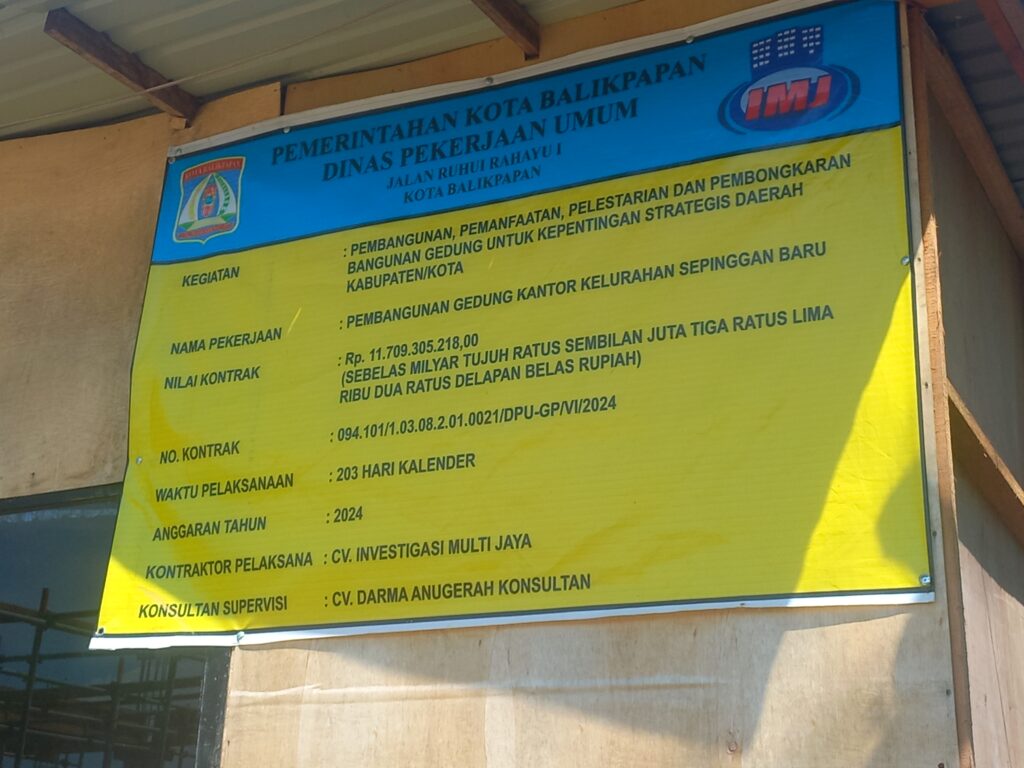 PEMERINTAHAN KOTA BALIKPAPAN
DINAS PEKERJAAN UMUM
JALAN RUHUI RAHAYU I
KOTA BALIKPAPAN
KOTA BALIKPAPAN
IMJ
KEGIATAN : PEMBANGUNAN, PEMANFAATAN, PELESTARIAN DAN PEMBONGKARAN
BANGUNAN GEDUNG UNTUK KEPENTINGAN STRATEGIS DAERAH
KABUPATEN/KOTA
NAMA PEKERJAAN : PEMBANGUNAN GEDUNG KANTOR KELURAHAN SEPINGGAN BARU
NILAI KONTRAK : Rp. 11.709.305.218,00
(SEBELAS MILYAR TUJUH RATUS SEMBILAN JUTA TIGA RATUS LIMA
RIBU DUA RATUS DELAPAN BELAS RUPIAH)
NO. KONTRAK : 094.101/1.03.08.2.01.0021/DPU-GP/VI/2024
WAKTU PELAKSANAAN : 203 HARI KALENDER
ANGGARAN TAHUN : 2024
KONTRAKTOR PELAKSANA : CV. INVESTIGASI MULTI JAYA
KONSULTAN SUPERVISI : CV. DARMA ANUGERAH KONSULTAN